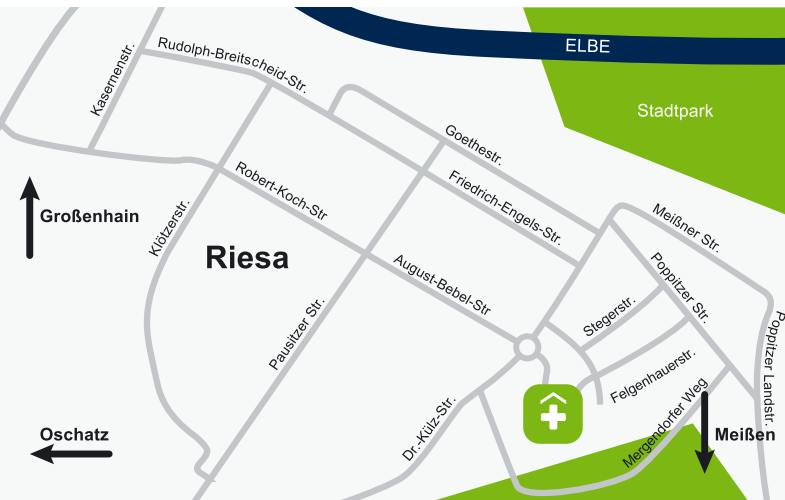 ELBE
Rudolph-Breitscheid-Str.
Kasernenstr.
Stadtpark
Goethestr.
Robert-Koch-Str
Friedrich-Engels-Str.
Großenhain
Klötzerstr.
Meißner Str.
Riesa
August-Bebel-Str
Poppitzer Str.
Pausitzer Str.
Stegerstr.
Poppitzer Landstr.
Felgenhauerstr.
Dr.-Külz-Str.
Mergendorfer Weg
Oschatz
Meißen